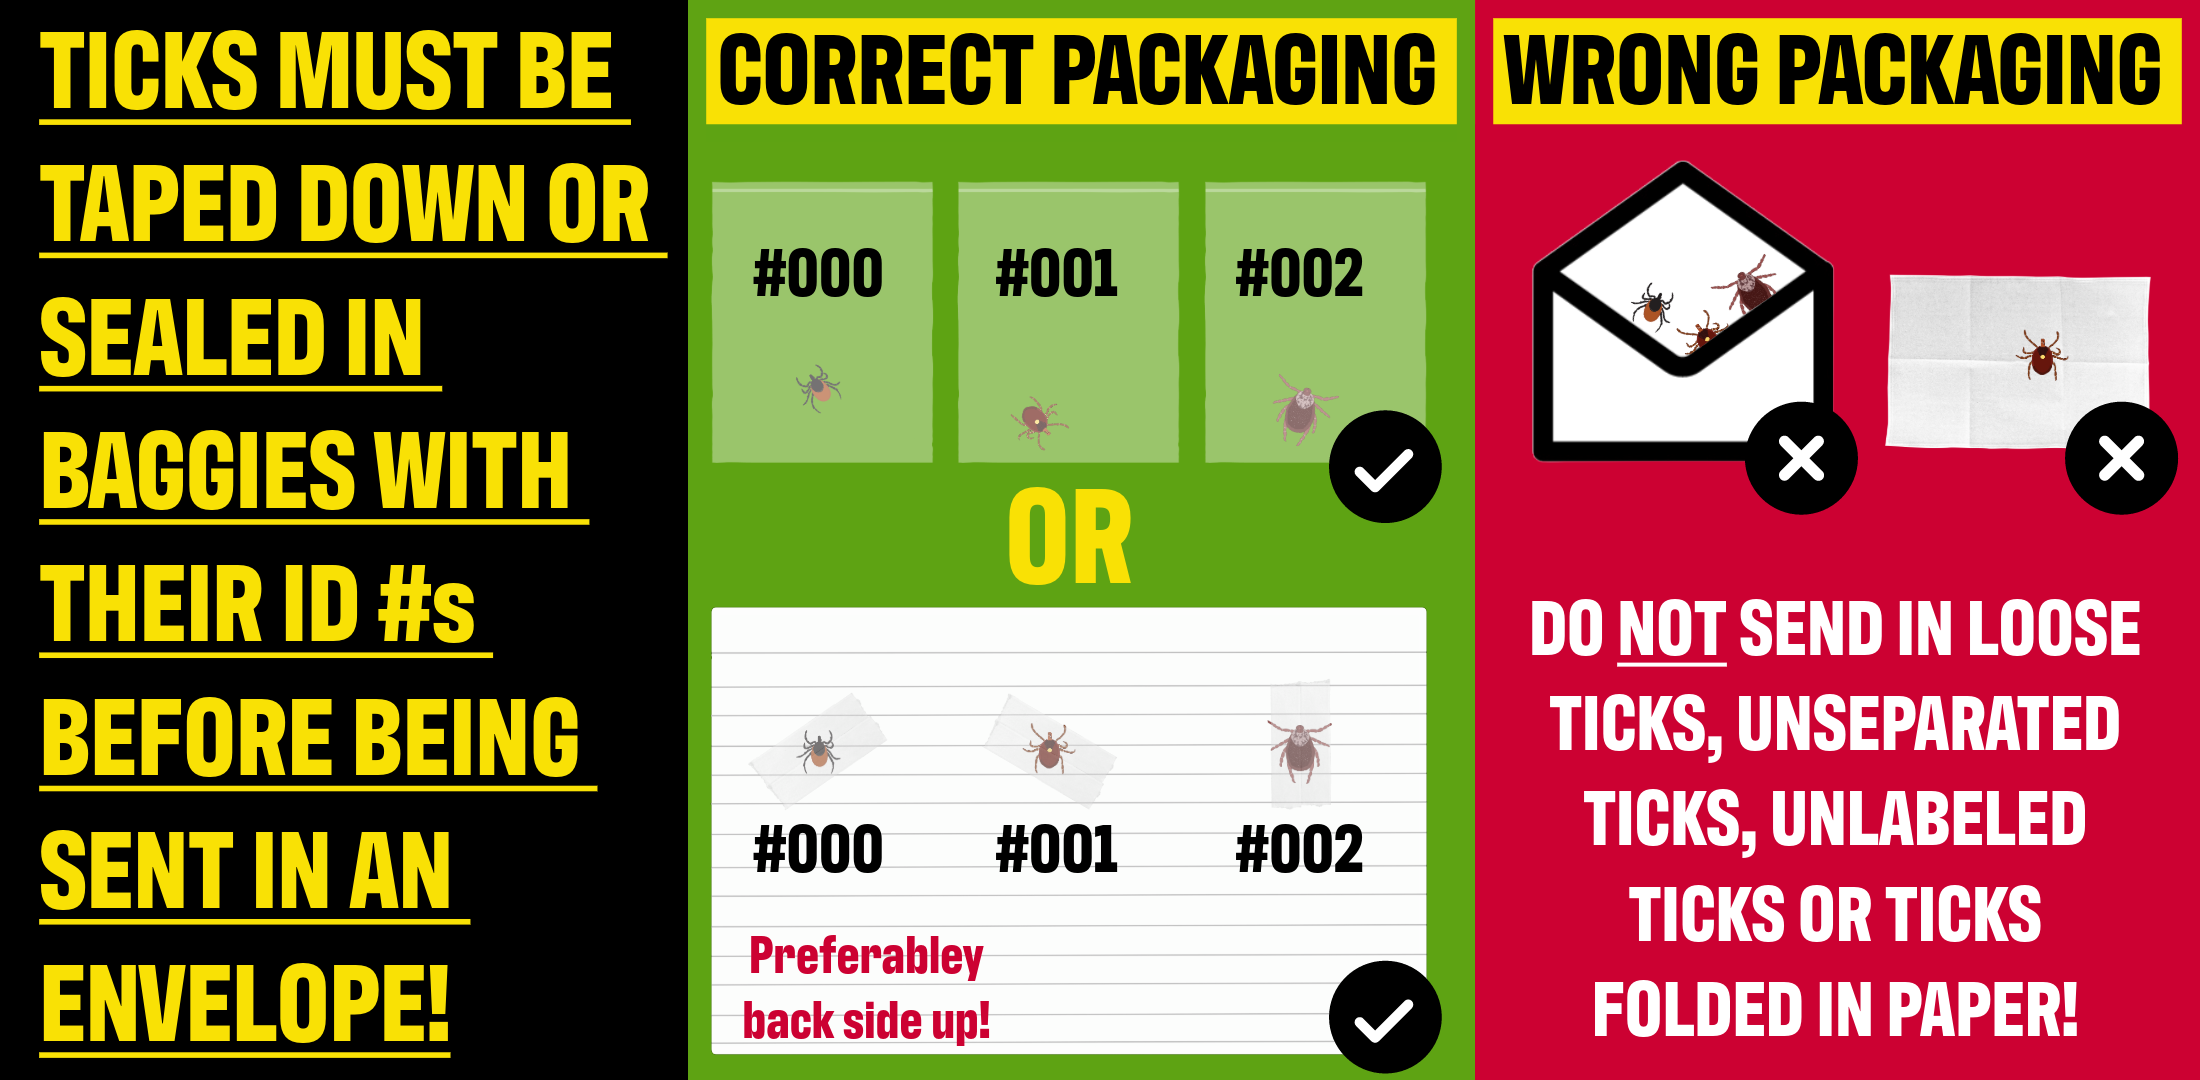 TICKS MUST BE
TAPED DOWN OR
SEALED IN
BAGGIES WITH
THEIR ID #s
BEFORE BEING
SENT IN AN
ENVELOPE!
CORRECT PACKAGING
#000 #001 #002
OR
#000 #001 #002
Preferabley
back side up!
WRONG PACKAGING
DO NOT SEND IN LOOSE
TICKS, UNSEPARATED
TICKS, UNLABELED
TICKS OR TICKS
FOLDED IN PAPER!